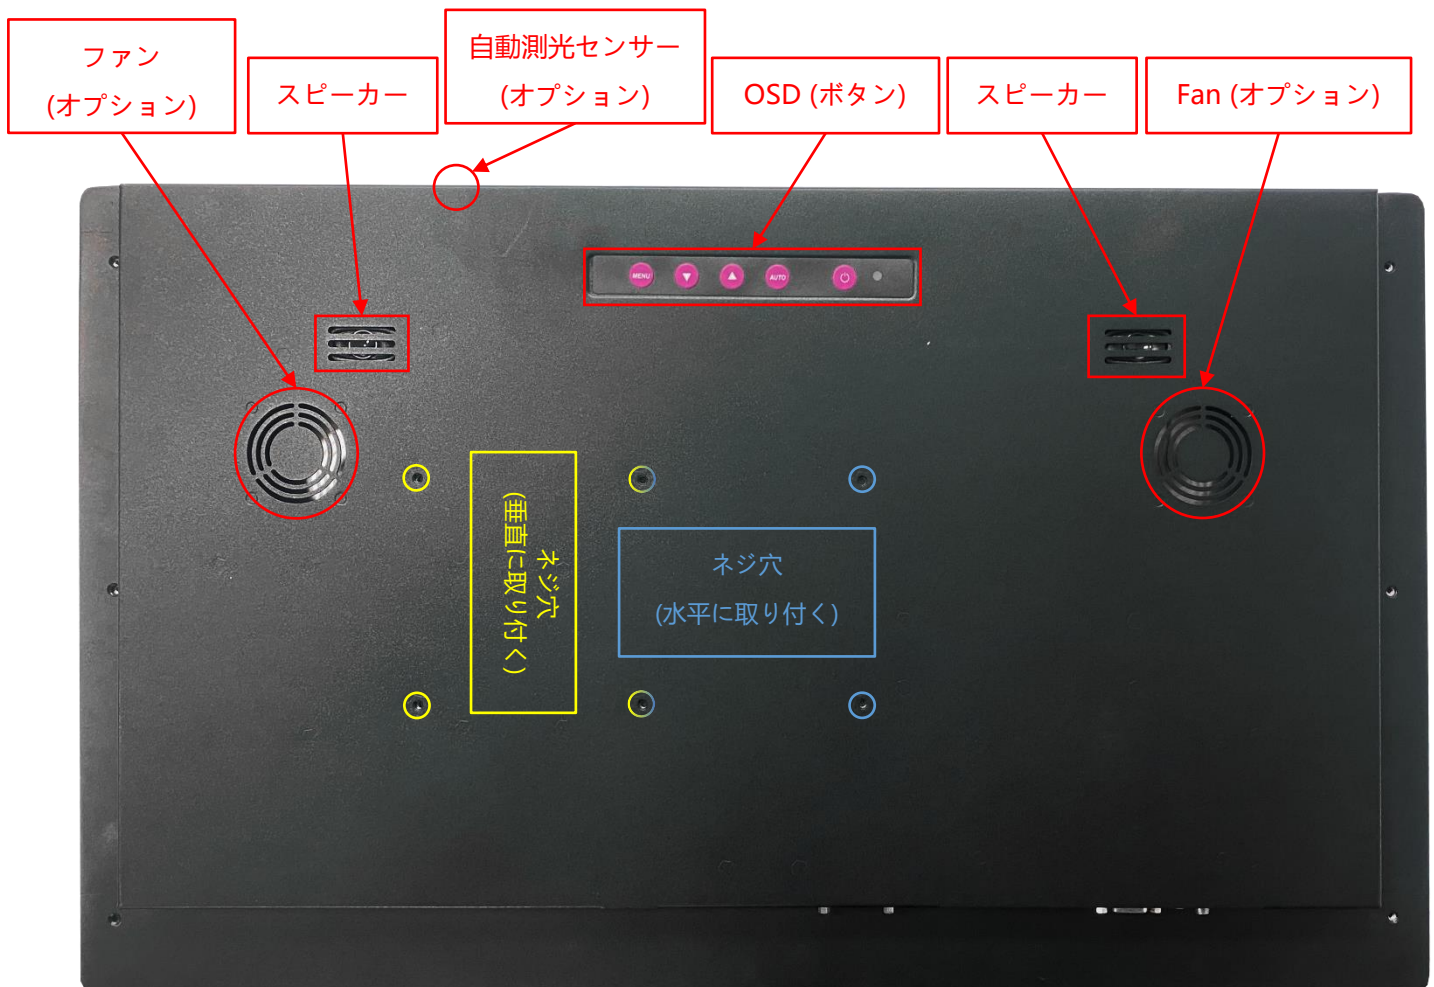 ファン
(オプション)
スピーカー
自動測光センサー
(オプション)
OSD (ボタン)
スピーカー
Fan (オプション)
MENU
AUTO
ネジ穴
(垂直に取り付く)
ネジ穴
(水平に取り付く)